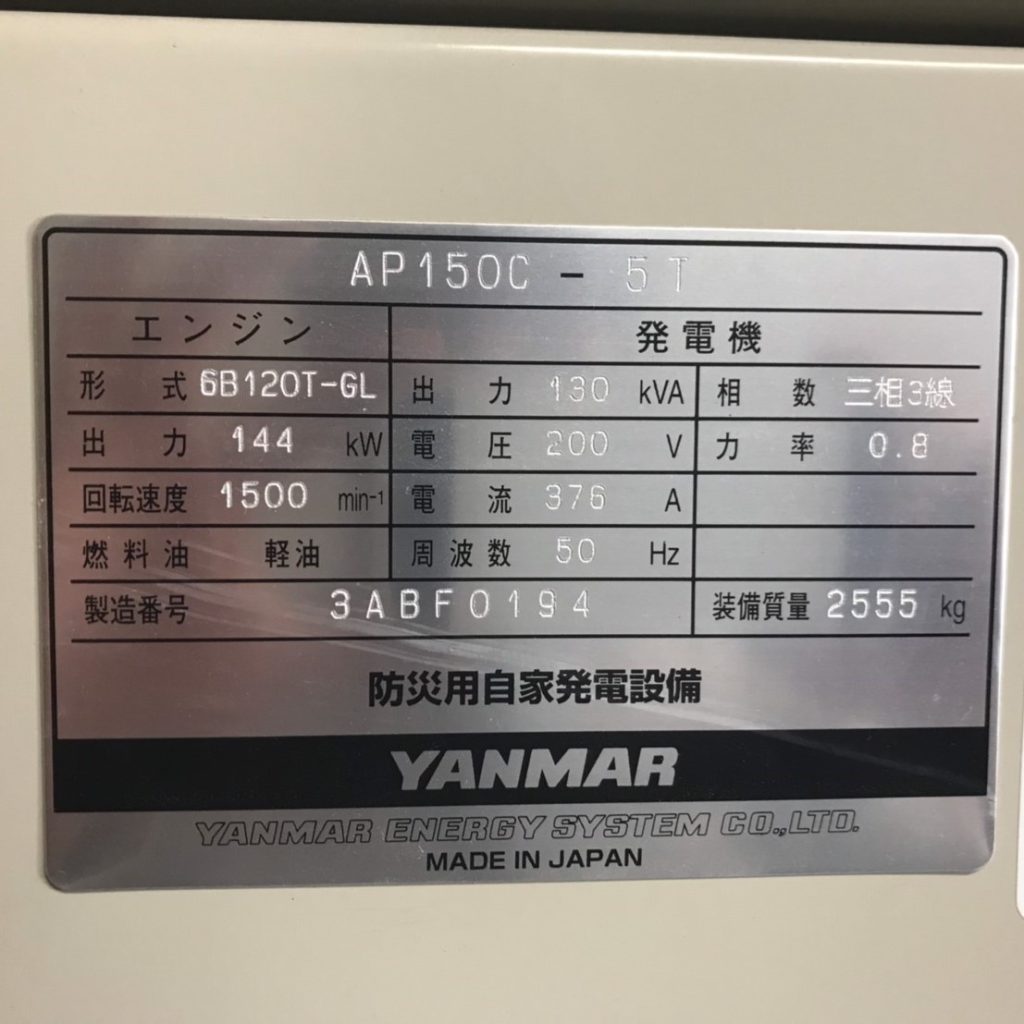 AP150C - 5T
エンジン 発電機
形式 6B120T-GL 出力 130 kVA 相数 三相3線
出力 144 kW 電圧 200 V 力率 0.8
回転速度 1500 min-1 電流 376 A
燃料油 軽油 周波数 50 Hz
製造番号 3ABF0194 装備質量 2555 kg
防災用自家発電設備
YANMAR
YANMAR ENERGY SYSTEM CO.,LTD.
MADE IN JAPAN